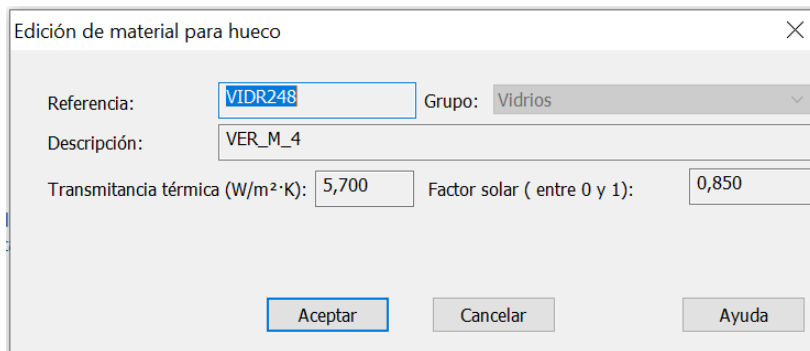 Edición de material para hueco
Referencia: VIDR248 Grupo: Vidrios
Descripción: VER_M_4
Transmitancia térmica (W/m²·K): 5,700 Factor solar ( entre 0 y 1): 0,850
Aceptar Cancelar Ayuda